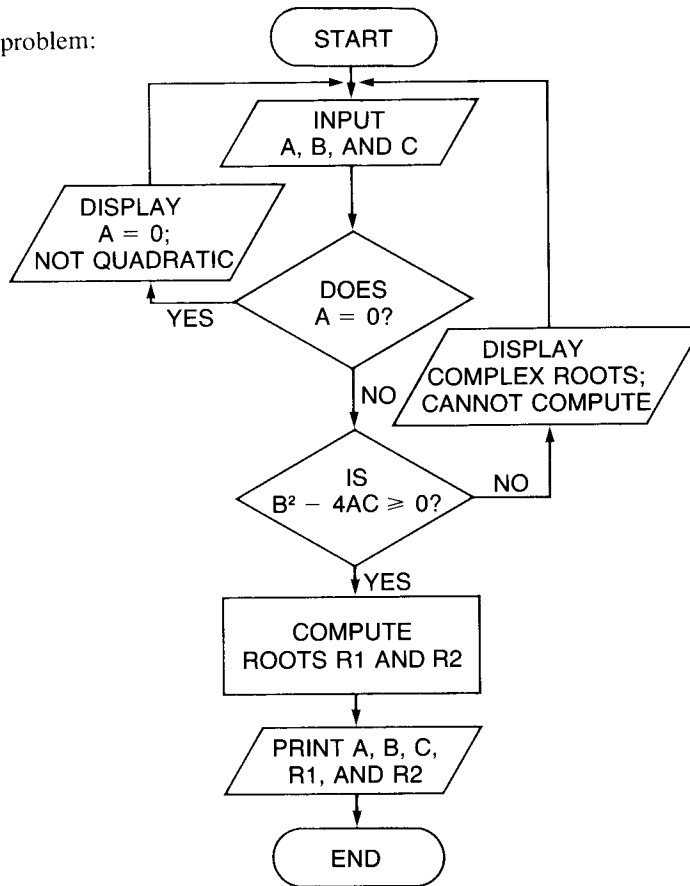 problem:
START
INPUT
A, B, AND C
DISPLAY
A = 0;
NOT QUADRATIC
DOES
A = 0?
YES
NO
DISPLAY
COMPLEX ROOTS;
CANNOT COMPUTE
IS
B² − 4AC ⩾ 0?
NO
YES
COMPUTE
ROOTS R1 AND R2
PRINT A, B, C,
R1, AND R2
END